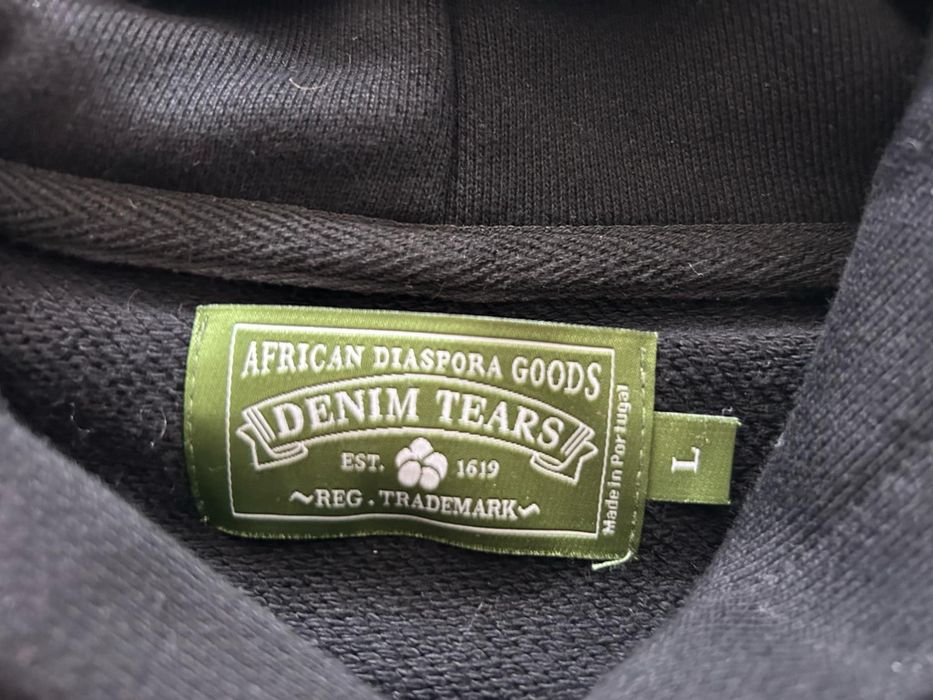 AFRICAN DIASPORA GOODS
DENIM TEARS
EST. 1619
~REG . TRADEMARK~
Made in Portugal
L